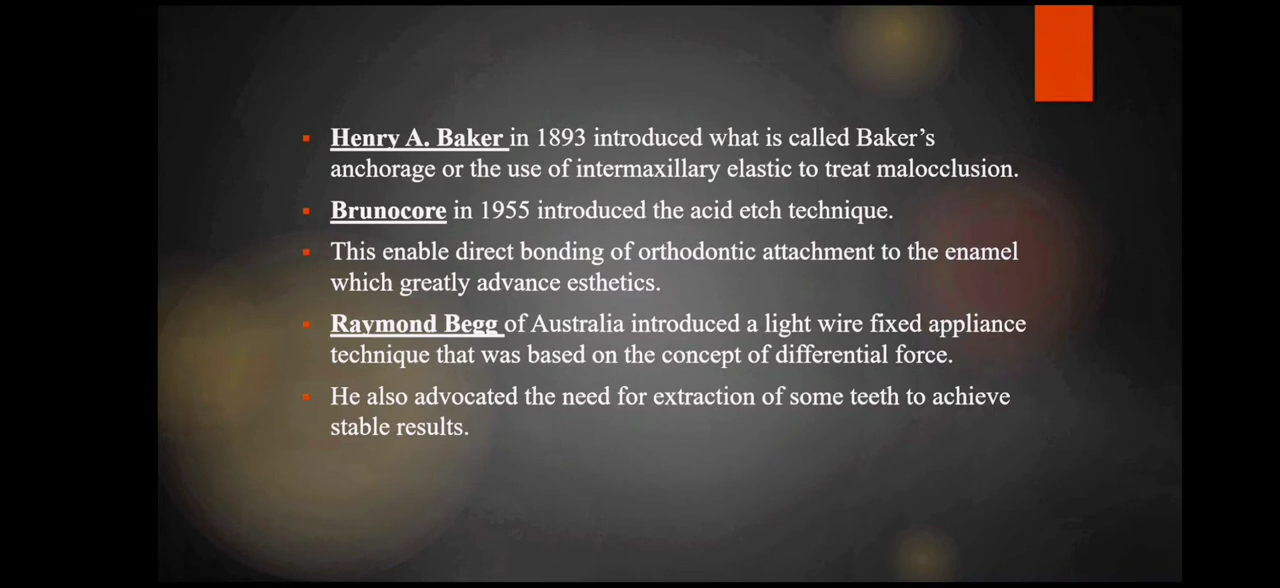 Henry A. Baker in 1893 introduced what is called Baker's
anchorage or the use of intermaxillary elastic to treat malocclusion.
Brunocore in 1955 introduced the acid etch technique.
This enable direct bonding of orthodontic attachment to the enamel
which greatly advance esthetics.
Raymond Begg of Australia introduced a light wire fixed appliance
technique that was based on the concept of differential force.
He also advocated the need for extraction of some teeth to achieve
stable results.